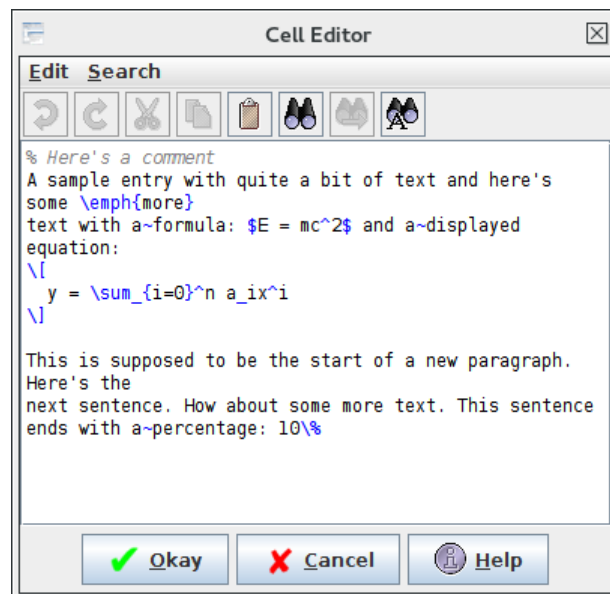 Cell Editor
Edit Search
% Here's a comment
A sample entry with quite a bit of text and here's
some \emph{more}
text with a~formula: $E = mc^2$ and a~displayed
equation:
\[
  y = \sum_{i=0}^n a_ix^i
\]

This is supposed to be the start of a new paragraph.
Here's the
next sentence. How about some more text. This sentence
ends with a~percentage: 10\%
Okay Cancel Help